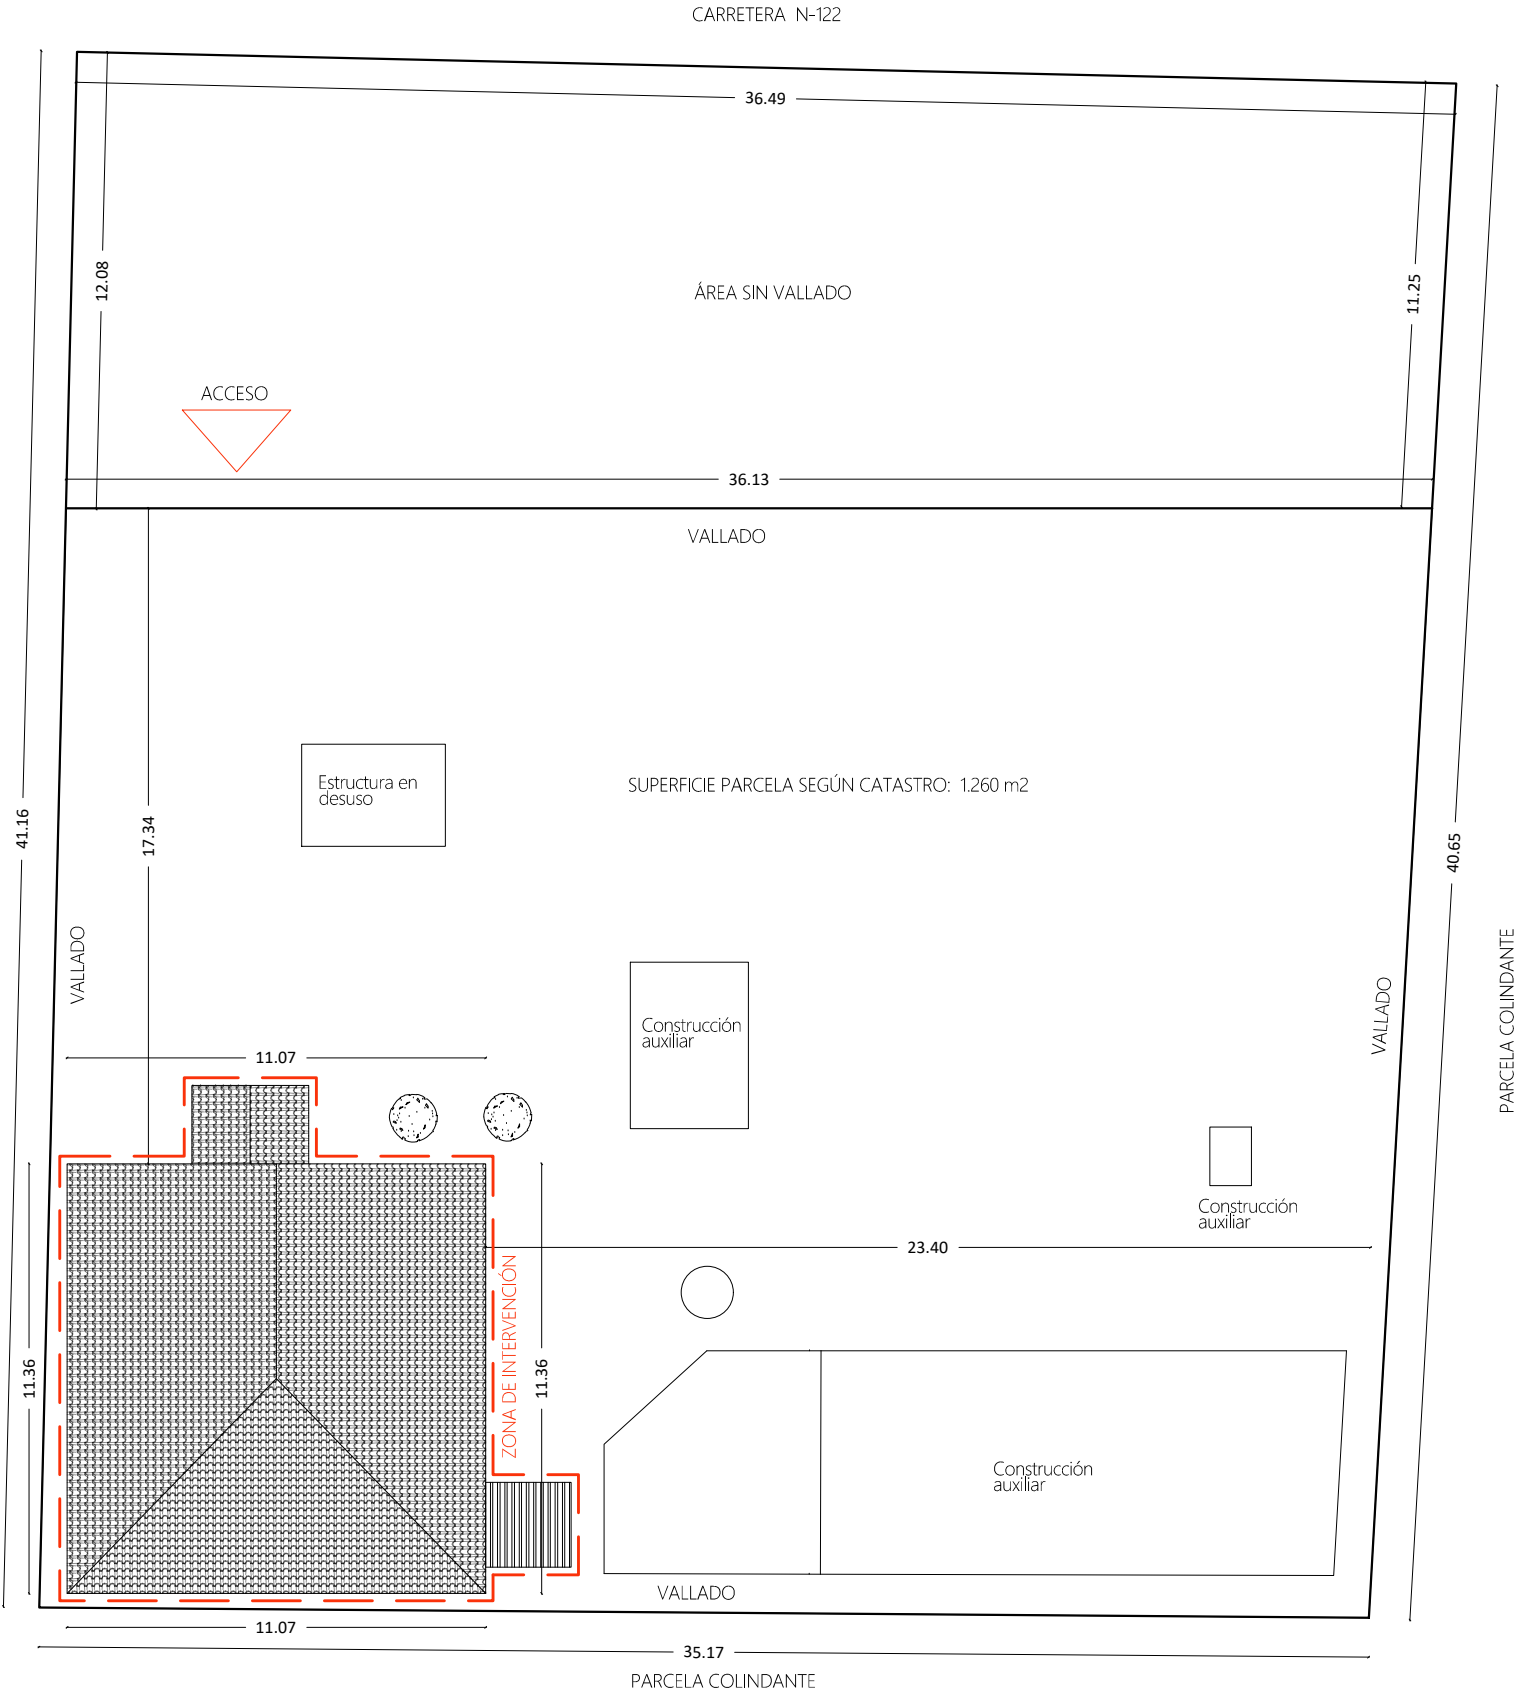 CARRETERA N-122
36.49
12.08
11.25
ÁREA SIN VALLADO
ACCESO
36.13
VALLADO
Estructura en
desuso
SUPERFICIE PARCELA SEGÚN CATASTRO: 1.260 m2
41.16
17.34
40.65
VALLADO
VALLADO
PARCELA COLINDANTE
Construcción
auxiliar
11.07
Construcción
auxiliar
23.40
ZONA DE INTERVENCIÓN
11.36
11.36
Construcción
auxiliar
VALLADO
11.07
35.17
PARCELA COLINDANTE